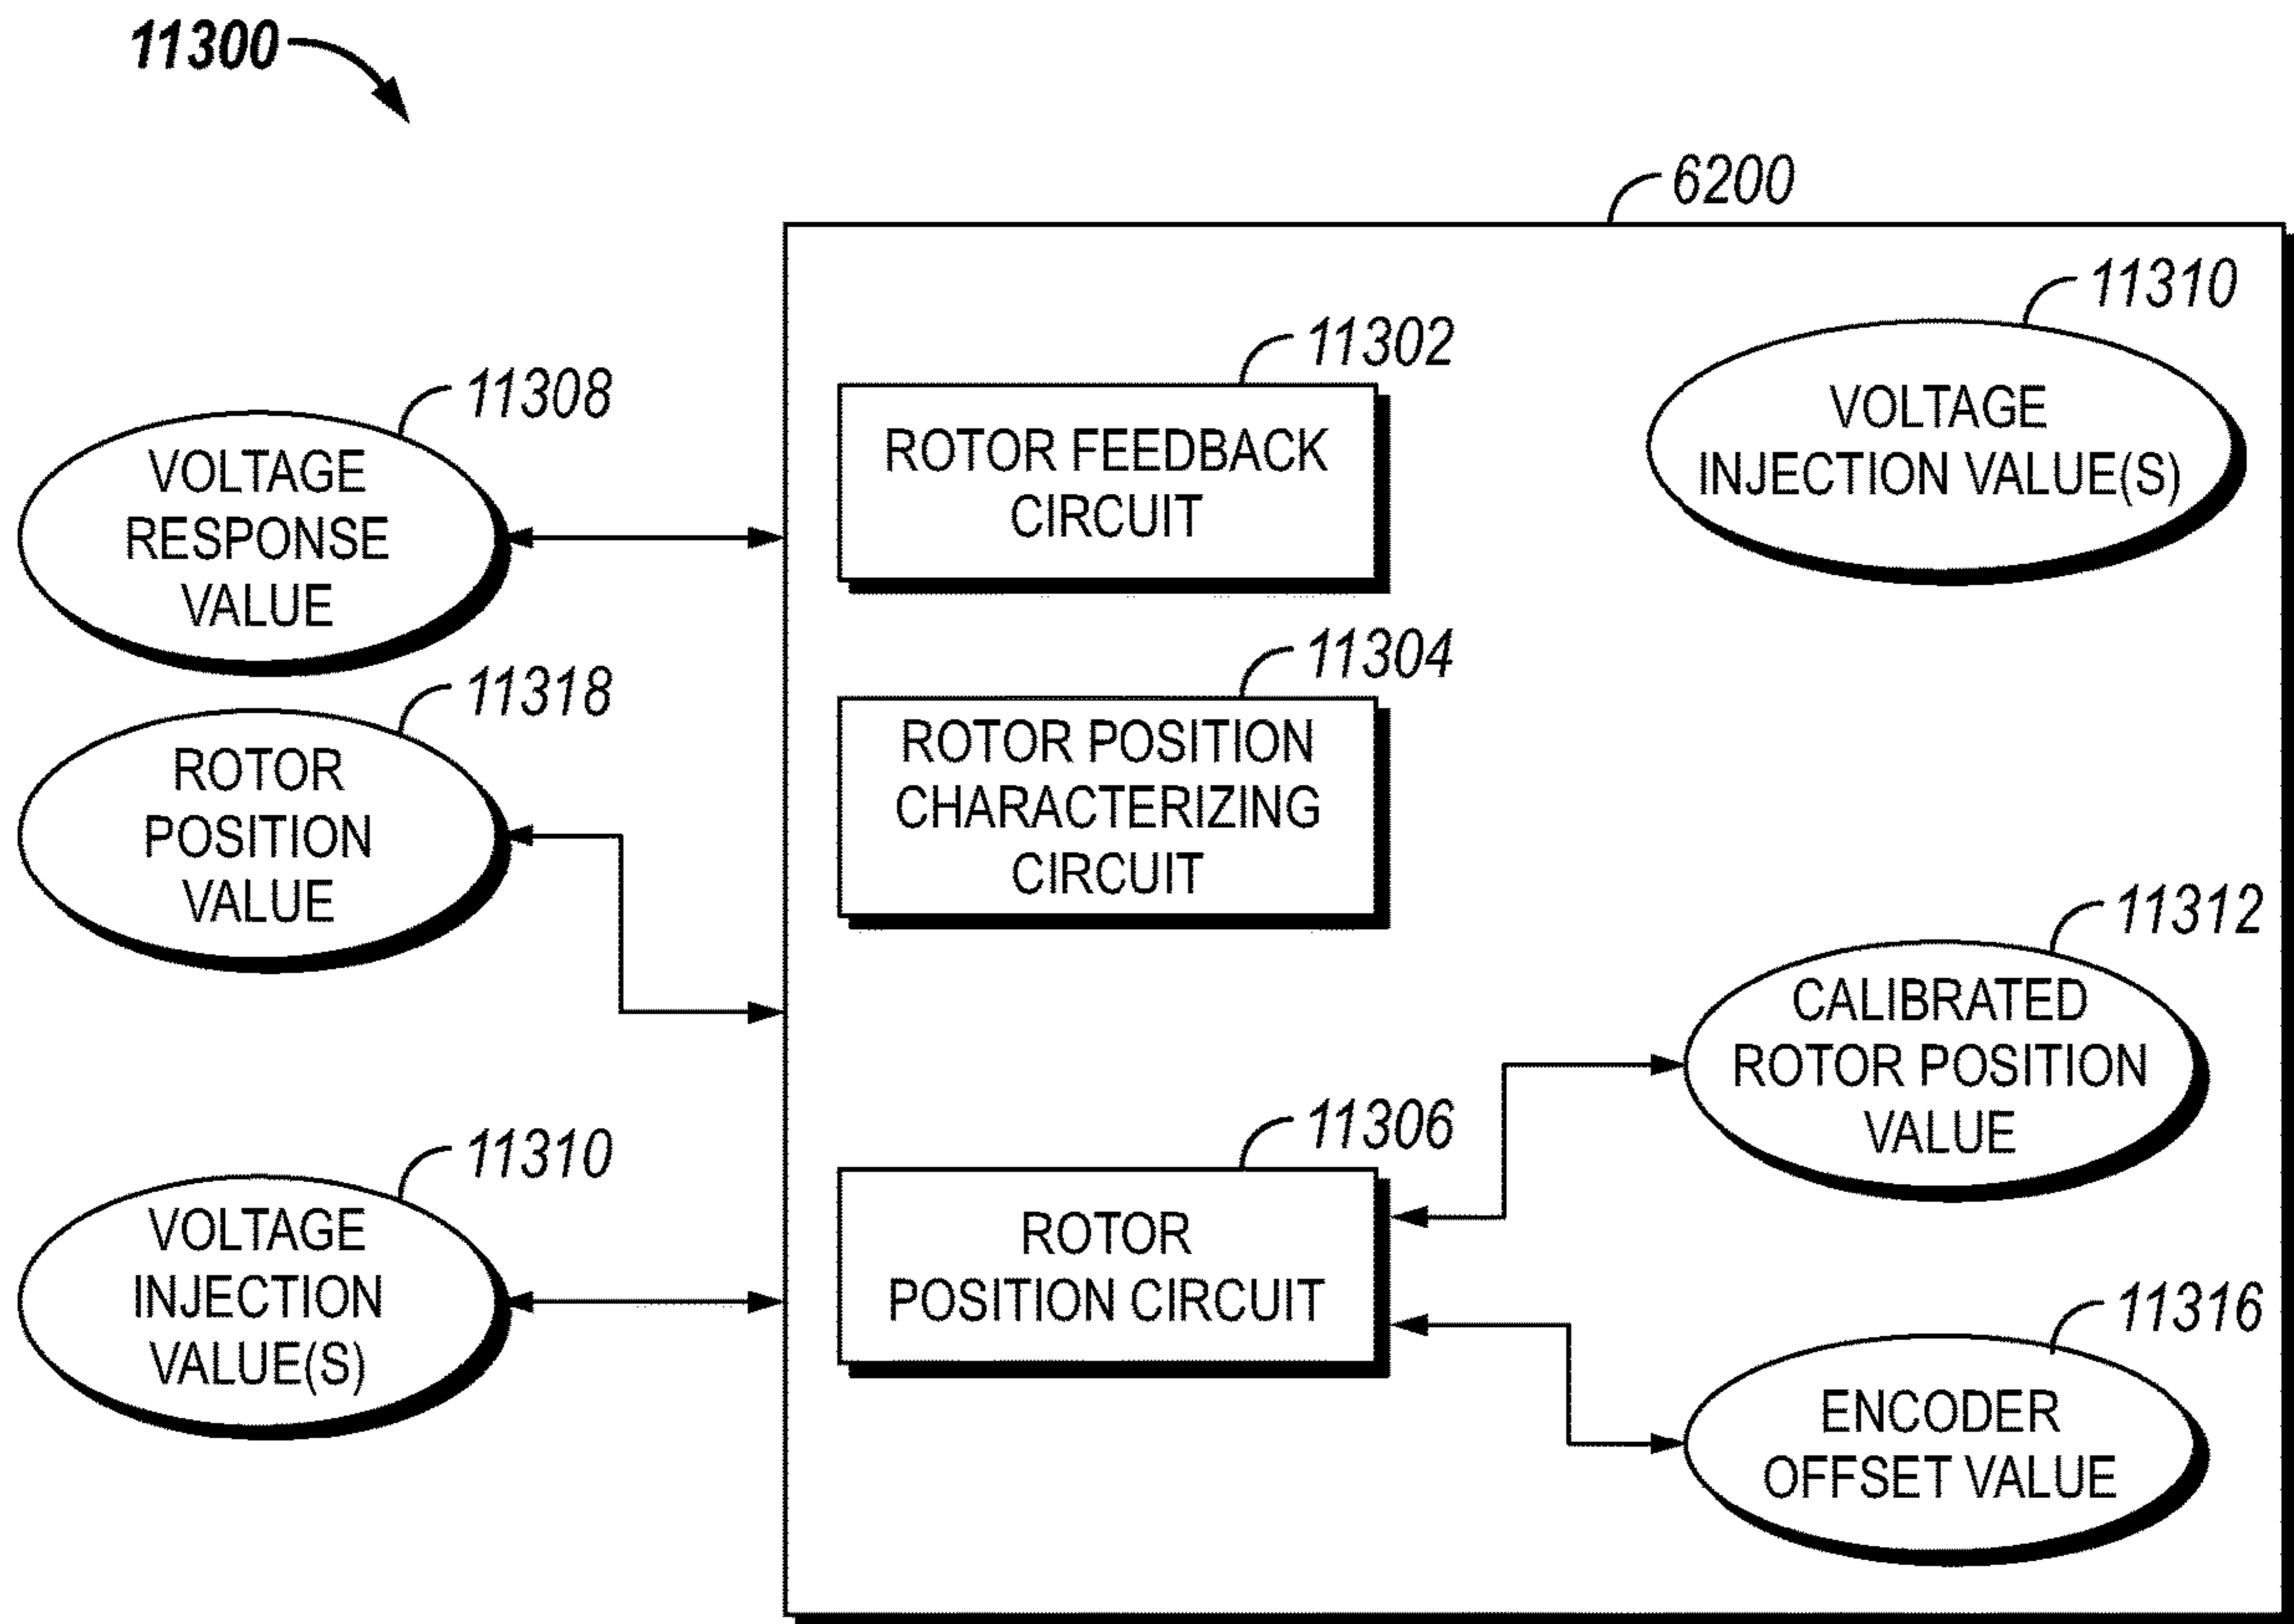 11300
6200
11308
VOLTAGE
RESPONSE
VALUE
11318
ROTOR
POSITION
VALUE
11310
VOLTAGE
INJECTION
VALUE(S)
11302
ROTOR FEEDBACK
CIRCUIT
11304
ROTOR POSITION
CHARACTERIZING
CIRCUIT
11306
ROTOR
POSITION CIRCUIT
11310
VOLTAGE
INJECTION VALUE(S)
11312
CALIBRATED
ROTOR POSITION
VALUE
11316
ENCODER
OFFSET VALUE